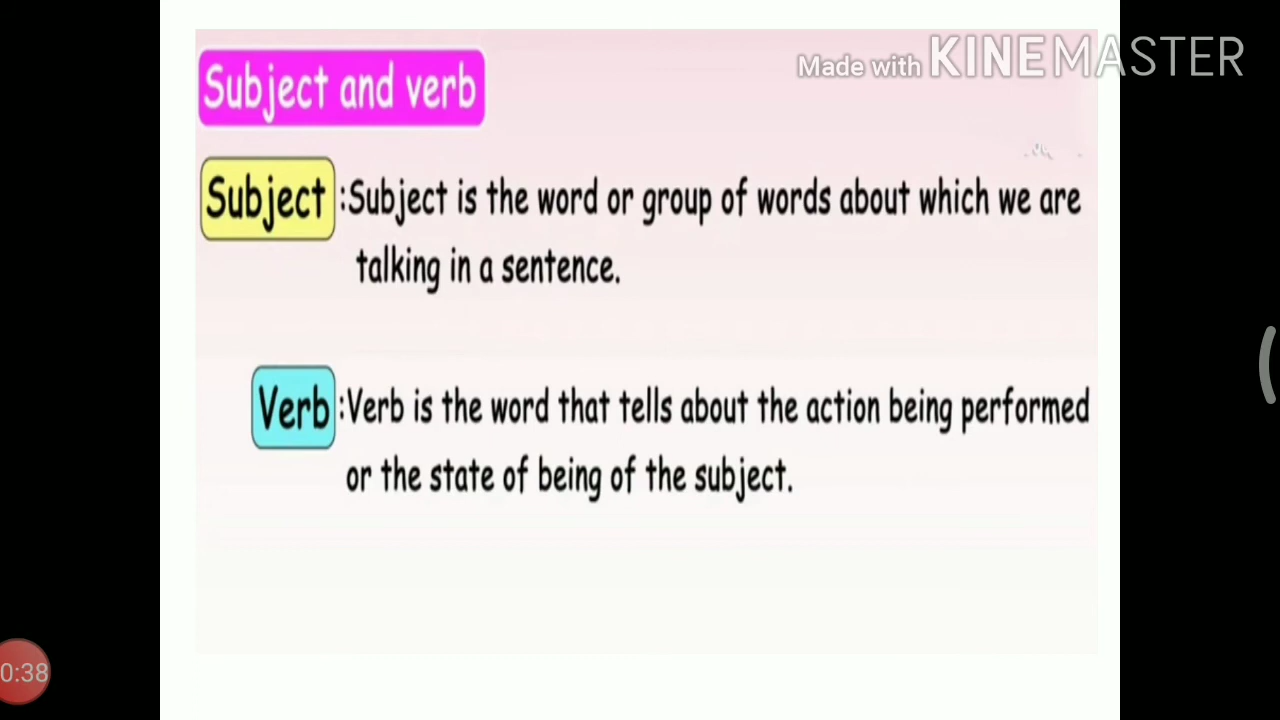 Made with KINEMASTER
Subject and verb
Subject :Subject is the word or group of words about which we are
talking in a sentence.
Verb :Verb is the word that tells about the action being performed
or the state of being of the subject.
0:38